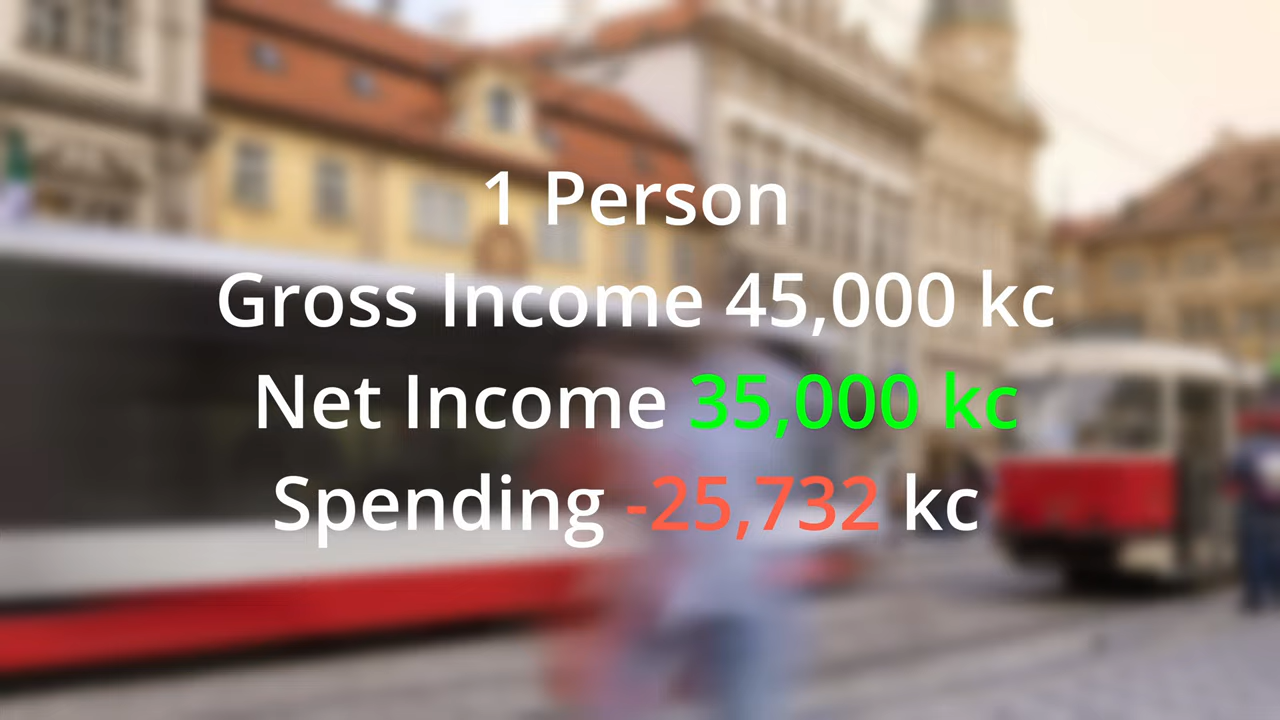 1 Person
Gross Income 45,000 kc
Net Income 35,000 kc
Spending -25,732 kc